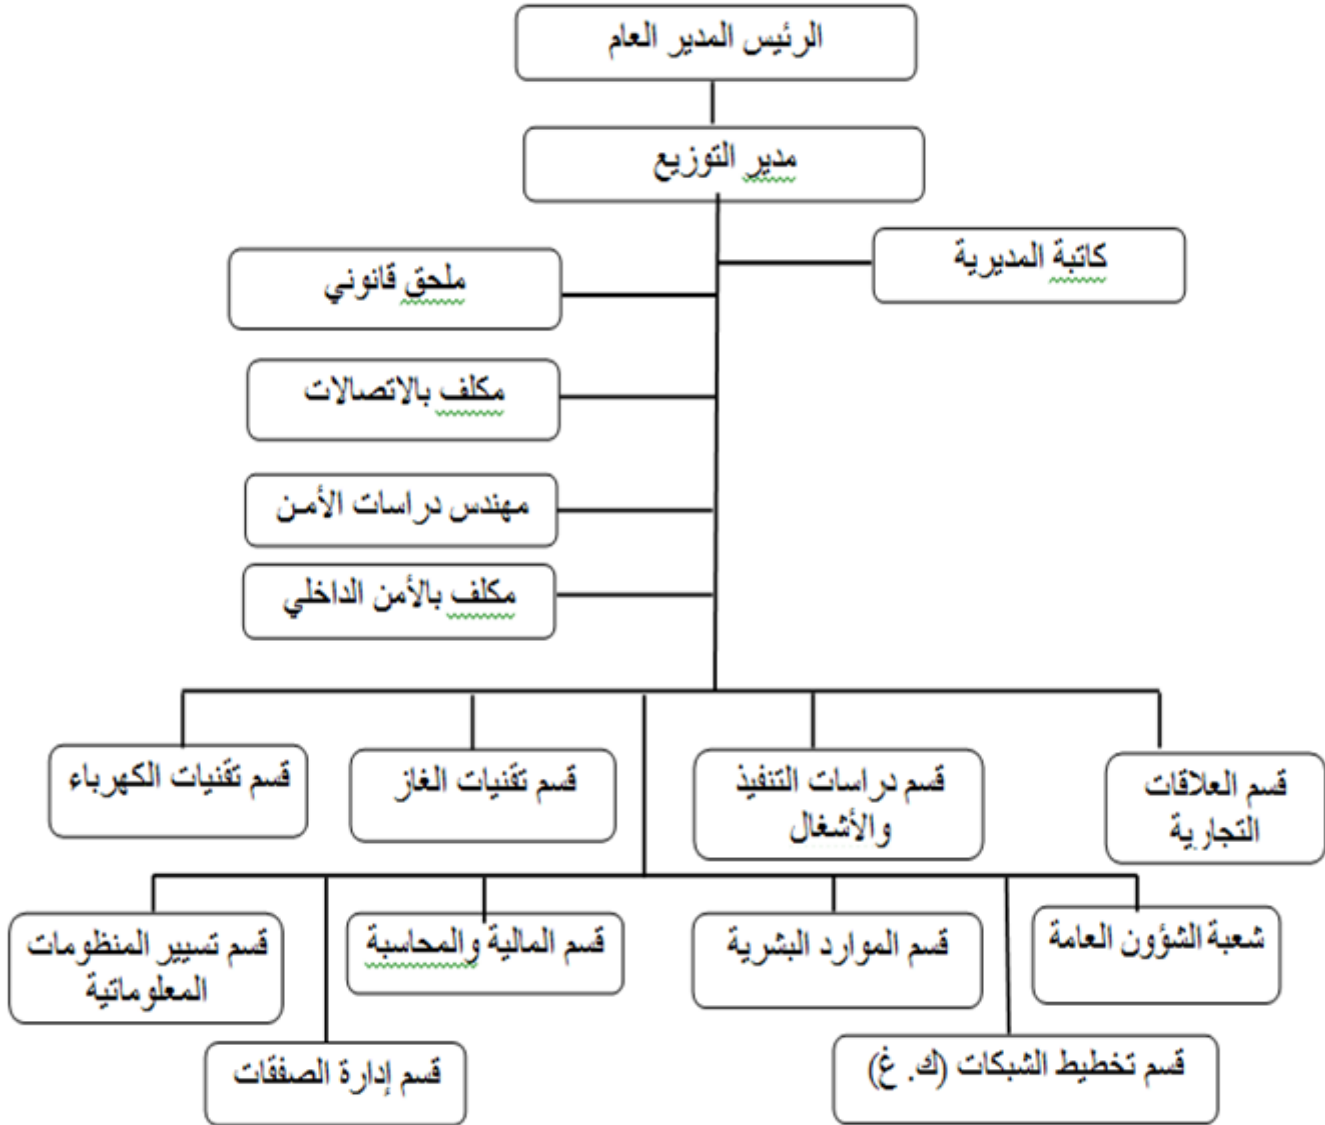 الرئيس المدير العام
مدير التوزيع
كاتبة المديرية
ملحق قانوني
مكلف بالاتصالات
مهندس دراسات الأمن
مكلف بالأمن الداخلي
قسم العلاقات
التجارية
قسم دراسات التنفيذ
والأشغال
قسم تقنيات الغاز
قسم تقنيات الكهرباء
شعبة الشؤون العامة
قسم الموارد البشرية
قسم المالية والمحاسبة
قسم تسيير المنظومات
المعلوماتية
قسم تخطيط الشبكات (ك. غ)
قسم إدارة الصفقات